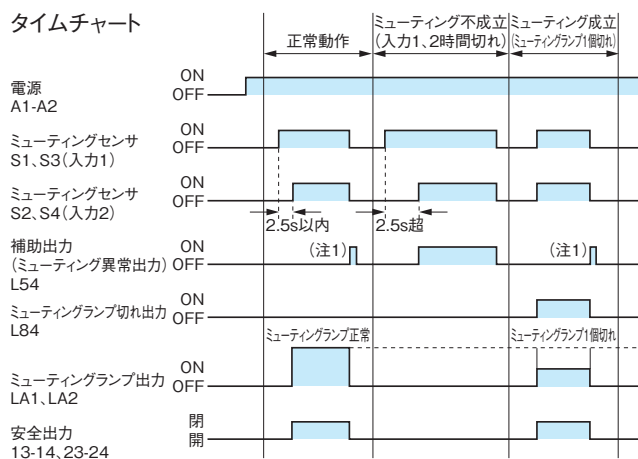 タイムチャート
正常動作
ミューティング不成立
(入力1、2時間切れ)
ミューティング成立
(ミューティングランプ1個切れ)
電源
A1-A2
ON
OFF
ミューティングセンサ
S1、S3(入力1)
ON
OFF
ミューティングセンサ
S2、S4(入力2)
ON
OFF
2.5s以内
2.5s超
補助出力
(ミューティング異常出力)
L54
ON
OFF
(注1)
(注1)
ミューティングランプ切れ出力
L84
ON
OFF
ミューティングランプ正常
ミューティングランプ1個切れ
ミューティングランプ出力
LA1、LA2
ON
OFF
安全出力
13-14、23-24
閉
開